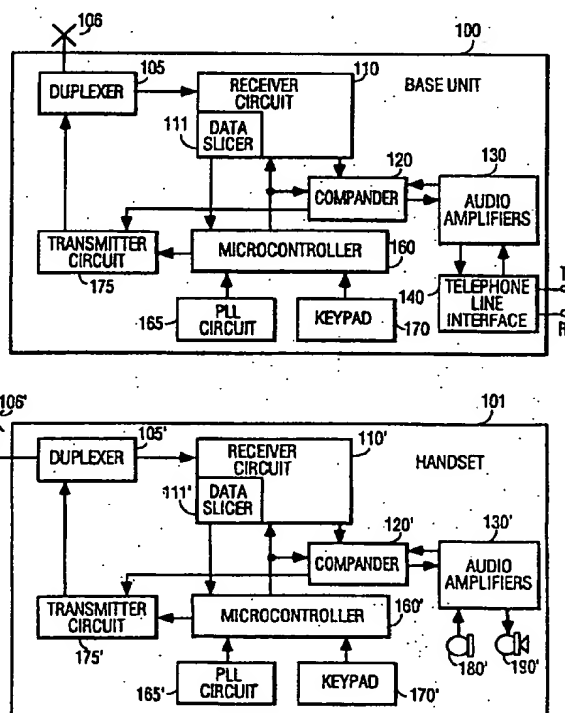 106
100
105
110
DUPLEXER
RECEIVER
CIRCUIT
BASE UNIT
111
DATA
SLICER
120
130
COMPANDER
AUDIO
AMPLIFIERS
TRANSMITTER
CIRCUIT
MICROCONTROLLER
160
175
140
TELEPHONE
LINE
INTERFACE
T
R
165
PLL
CIRCUIT
KEYPAD
170
106'
101
105'
110'
DUPLEXER
RECEIVER
CIRCUIT
HANDSET
111'
DATA
SLICER
120'
130'
COMPANDER
AUDIO
AMPLIFIERS
TRANSMITTER
CIRCUIT
MICROCONTROLLER
160'
175'
180'
190'
165'
PLL
CIRCUIT
KEYPAD
170'